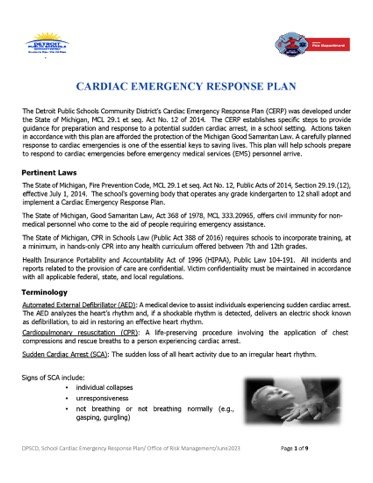 DETROIT
PUBLIC SCHOOLS
COMMUNITY DISTRICT
Students Rise. We All Rise.
Fire Department
CARDIAC EMERGENCY RESPONSE PLAN
The Detroit Public Schools Community District's Cardiac Emergency Response Plan (CERP) was developed under
the State of Michigan, MCL 29.1 et seq. Act No. 12 of 2014. The CERP establishes specific steps to provide
guidance for preparation and response to a potential sudden cardiac arrest, in a school setting. Actions taken
in accordance with this plan are afforded the protection of the Michigan Good Samaritan Law. A carefully planned
response to cardiac emergencies is one of the essential keys to saving lives. This plan will help schools prepare
to respond to cardiac emergencies before emergency medical services (EMS) personnel arrive.
Pertinent Laws
The State of Michigan, Fire Prevention Code, MCL 29.1 et seq. Act No. 12, Public Acts of 2014, Section 29.19.(12),
effective July 1, 2014. The school's governing body that operates any grade kindergarten to 12 shall adopt and
implement a Cardiac Emergency Response Plan.
The State of Michigan, Good Samaritan Law, Act 368 of 1978, MCL 333.20965, offers civil immunity for non-
medical personnel who come to the aid of people requiring emergency assistance.
The State of Michigan, CPR in Schools Law (Public Act 388 of 2016) requires schools to incorporate training, at
a minimum, in hands-only CPR into any health curriculum offered between 7th and 12th grades.
Health Insurance Portability and Accountability Act of 1996 (HIPAA), Public Law 104-191. All incidents and
reports related to the provision of care are confidential. Victim confidentiality must be maintained in accordance
with all applicable federal, state, and local regulations.
Terminology
Automated External Defibrillator (AED): A medical device to assist individuals experiencing sudden cardiac arrest.
The AED analyzes the heart's rhythm and, if a shockable rhythm is detected, delivers an electric shock known
as defibrillation, to aid in restoring an effective heart rhythm.
Cardiopulmonary resuscitation (CPR): A life-preserving procedure involving the application of chest
compressions and rescue breaths to a person experiencing cardiac arrest.
Sudden Cardiac Arrest (SCA): The sudden loss of all heart activity due to an irregular heart rhythm.
Signs of SCA include:
• individual collapses
• unresponsiveness
• not breathing or not breathing normally (e.g.,
gasping, gurgling)
DPSCD, School Cardiac Emergency Response Plan/ Office of Risk Management/June2023 Page 1 of 9